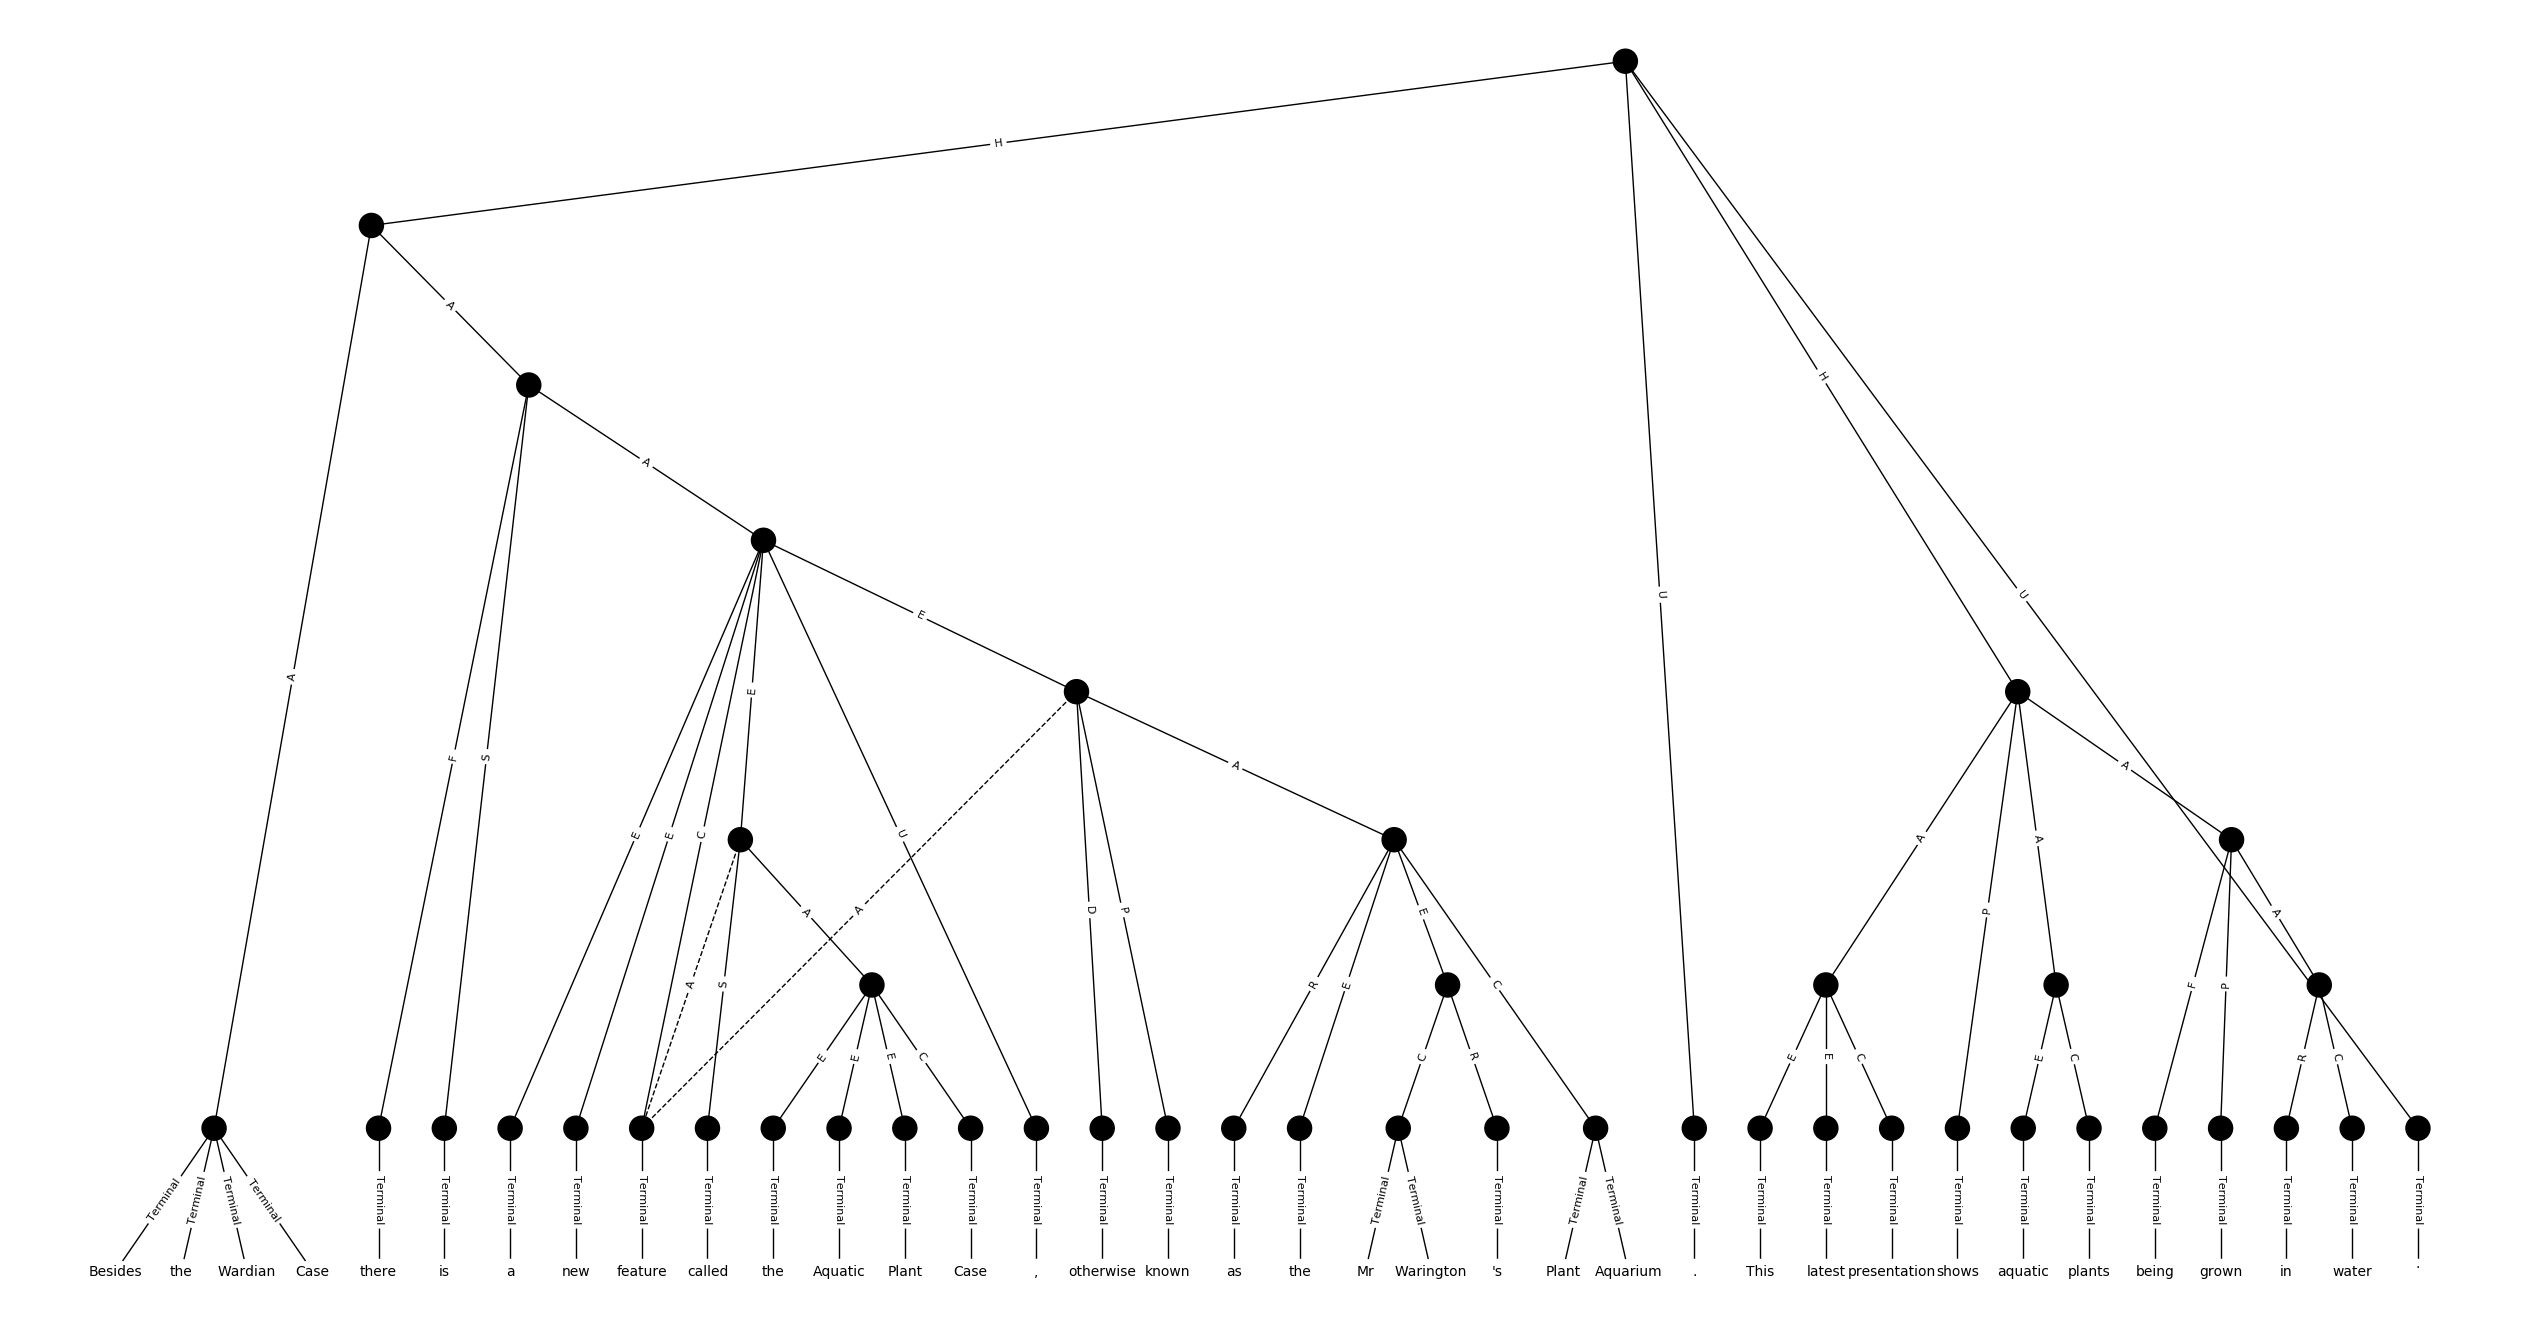 H
A
A
H
A
U
U
E
A
E
F S
A
A
E E C U
A A
A A D P E P A
A S R E C F P
E E E C C R E E C E C R C
Terminal Terminal Terminal Terminal Terminal Terminal Terminal Terminal Terminal Terminal Terminal Terminal Terminal Terminal Terminal Terminal Terminal Terminal Terminal Terminal Terminal Terminal Terminal Terminal Terminal Terminal Terminal Terminal Terminal Terminal Terminal Terminal Terminal Terminal Terminal Terminal
Besides the Wardian Case there is a new feature called the Aquatic Plant Case , otherwise known as the Mr Warington 's Plant Aquarium . This latest presentation shows aquatic plants being grown in water .